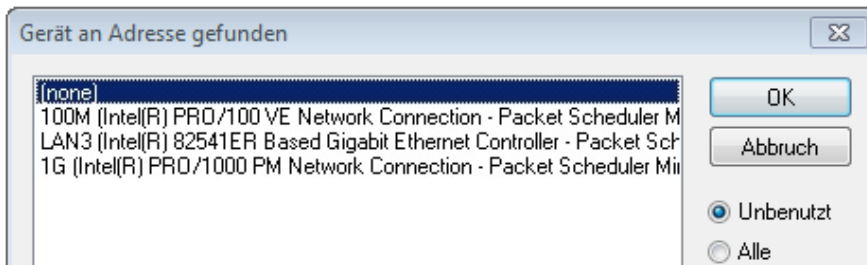 Gerät an Adresse gefunden
(none)
100M (Intel(R) PRO/100 VE Network Connection - Packet Scheduler M
LAN3 (Intel(R) 82541ER Based Gigabit Ethernet Controller - Packet Sch
1G (Intel(R) PRO/1000 PM Network Connection - Packet Scheduler Mi
OK
Abbruch
Unbenutzt
Alle